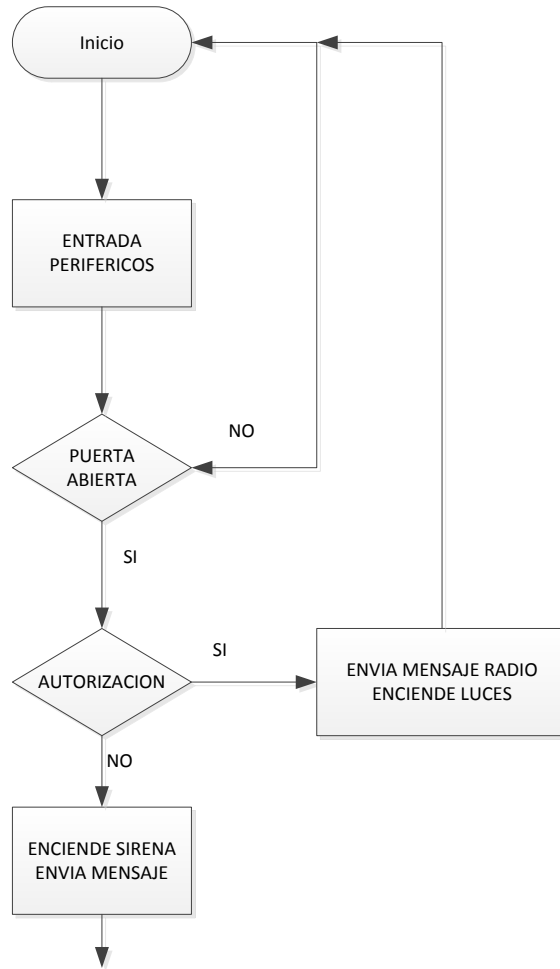 Inicio
ENTRADA
PERIFERICOS
NO
PUERTA
ABIERTA
SI
SI
AUTORIZACION
ENVIA MENSAJE RADIO
ENCIENDE LUCES
NO
ENCIENDE SIRENA
ENVIA MENSAJE